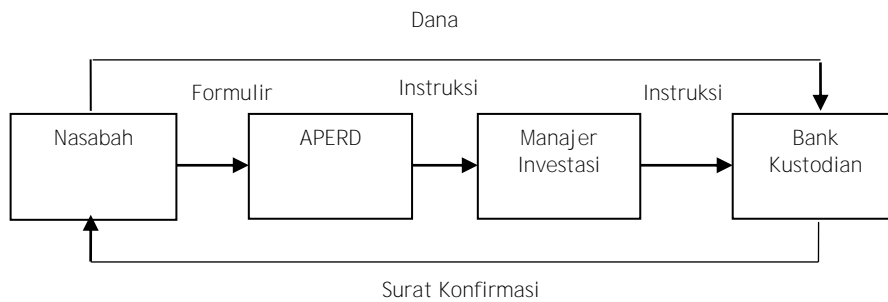 Dana
Formulir
Instruksi
Instruksi
Nasabah
APERD
Manajer
Investasi
Bank
Kustodian
Surat Konfirmasi